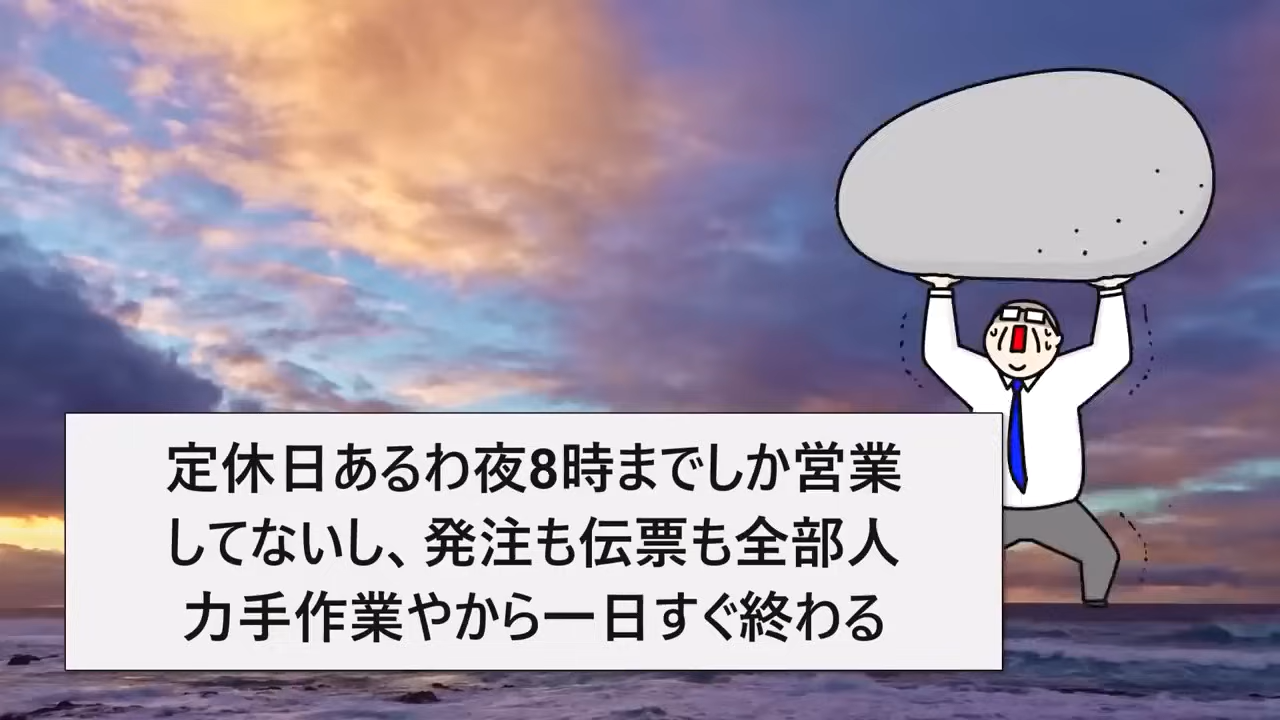 定休日あるわ夜8時までしか営業
してないし、発注も伝票も全部人
力手作業やから一日すぐ終わる